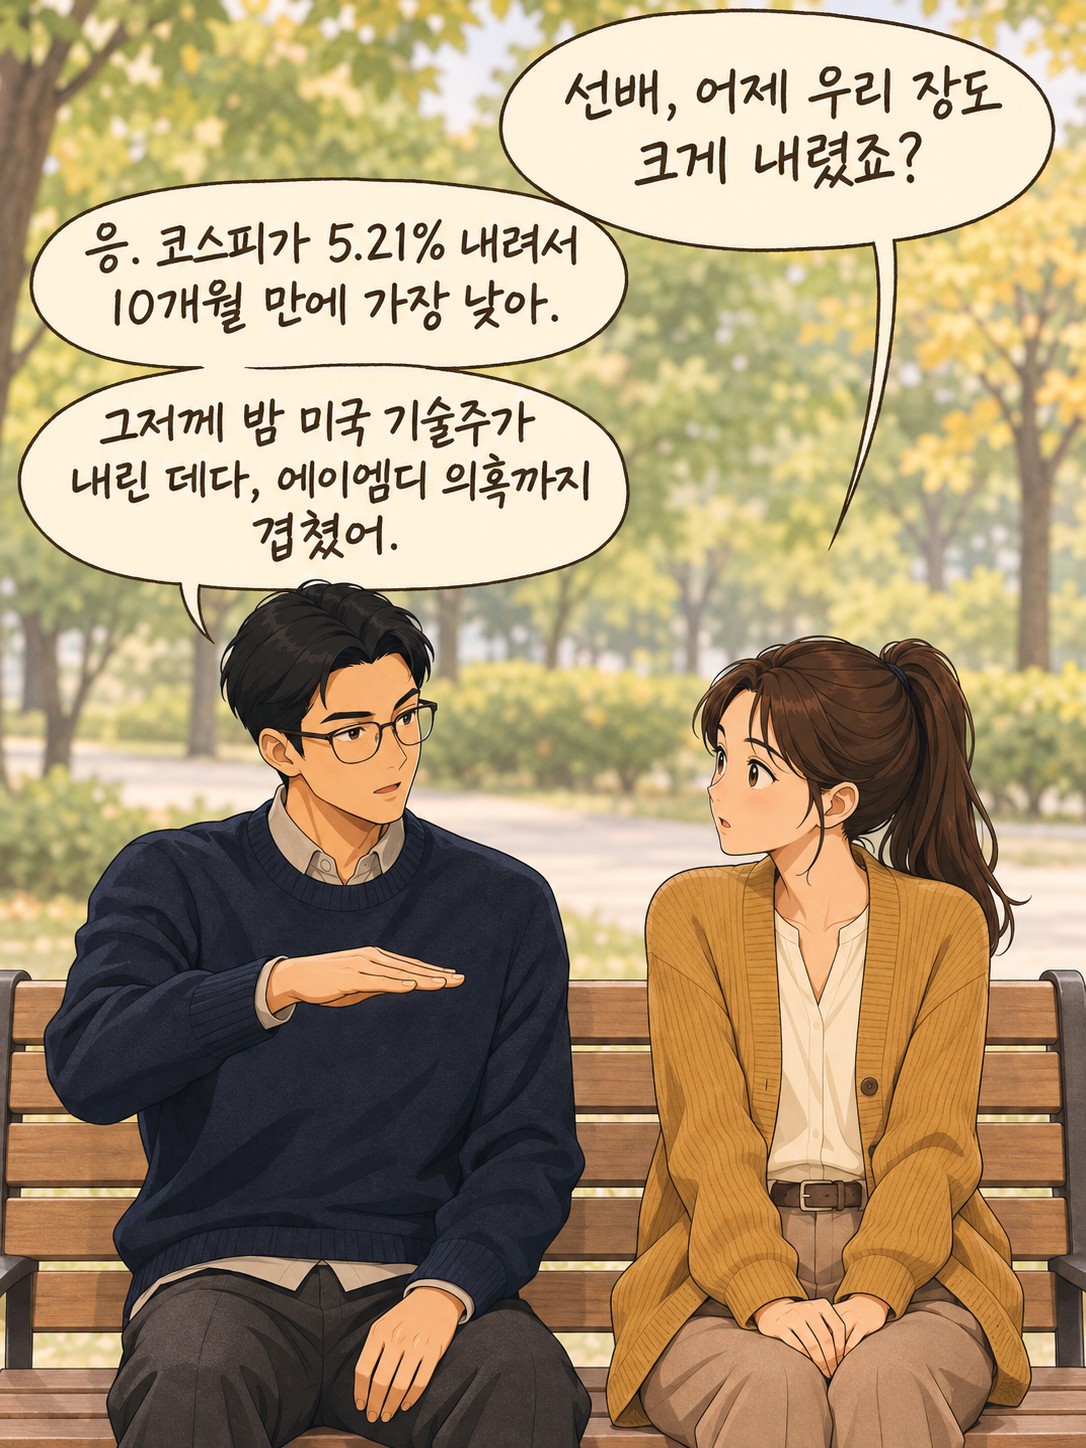 선배, 어제 우리 장도
크게 내렸죠?
응. 코스피가 5.21% 내려서
10개월 만에 가장 낮아.
그저께 밤 미국 기술주가
내린 데다, 에이엠디 의혹까지
겹쳤어.